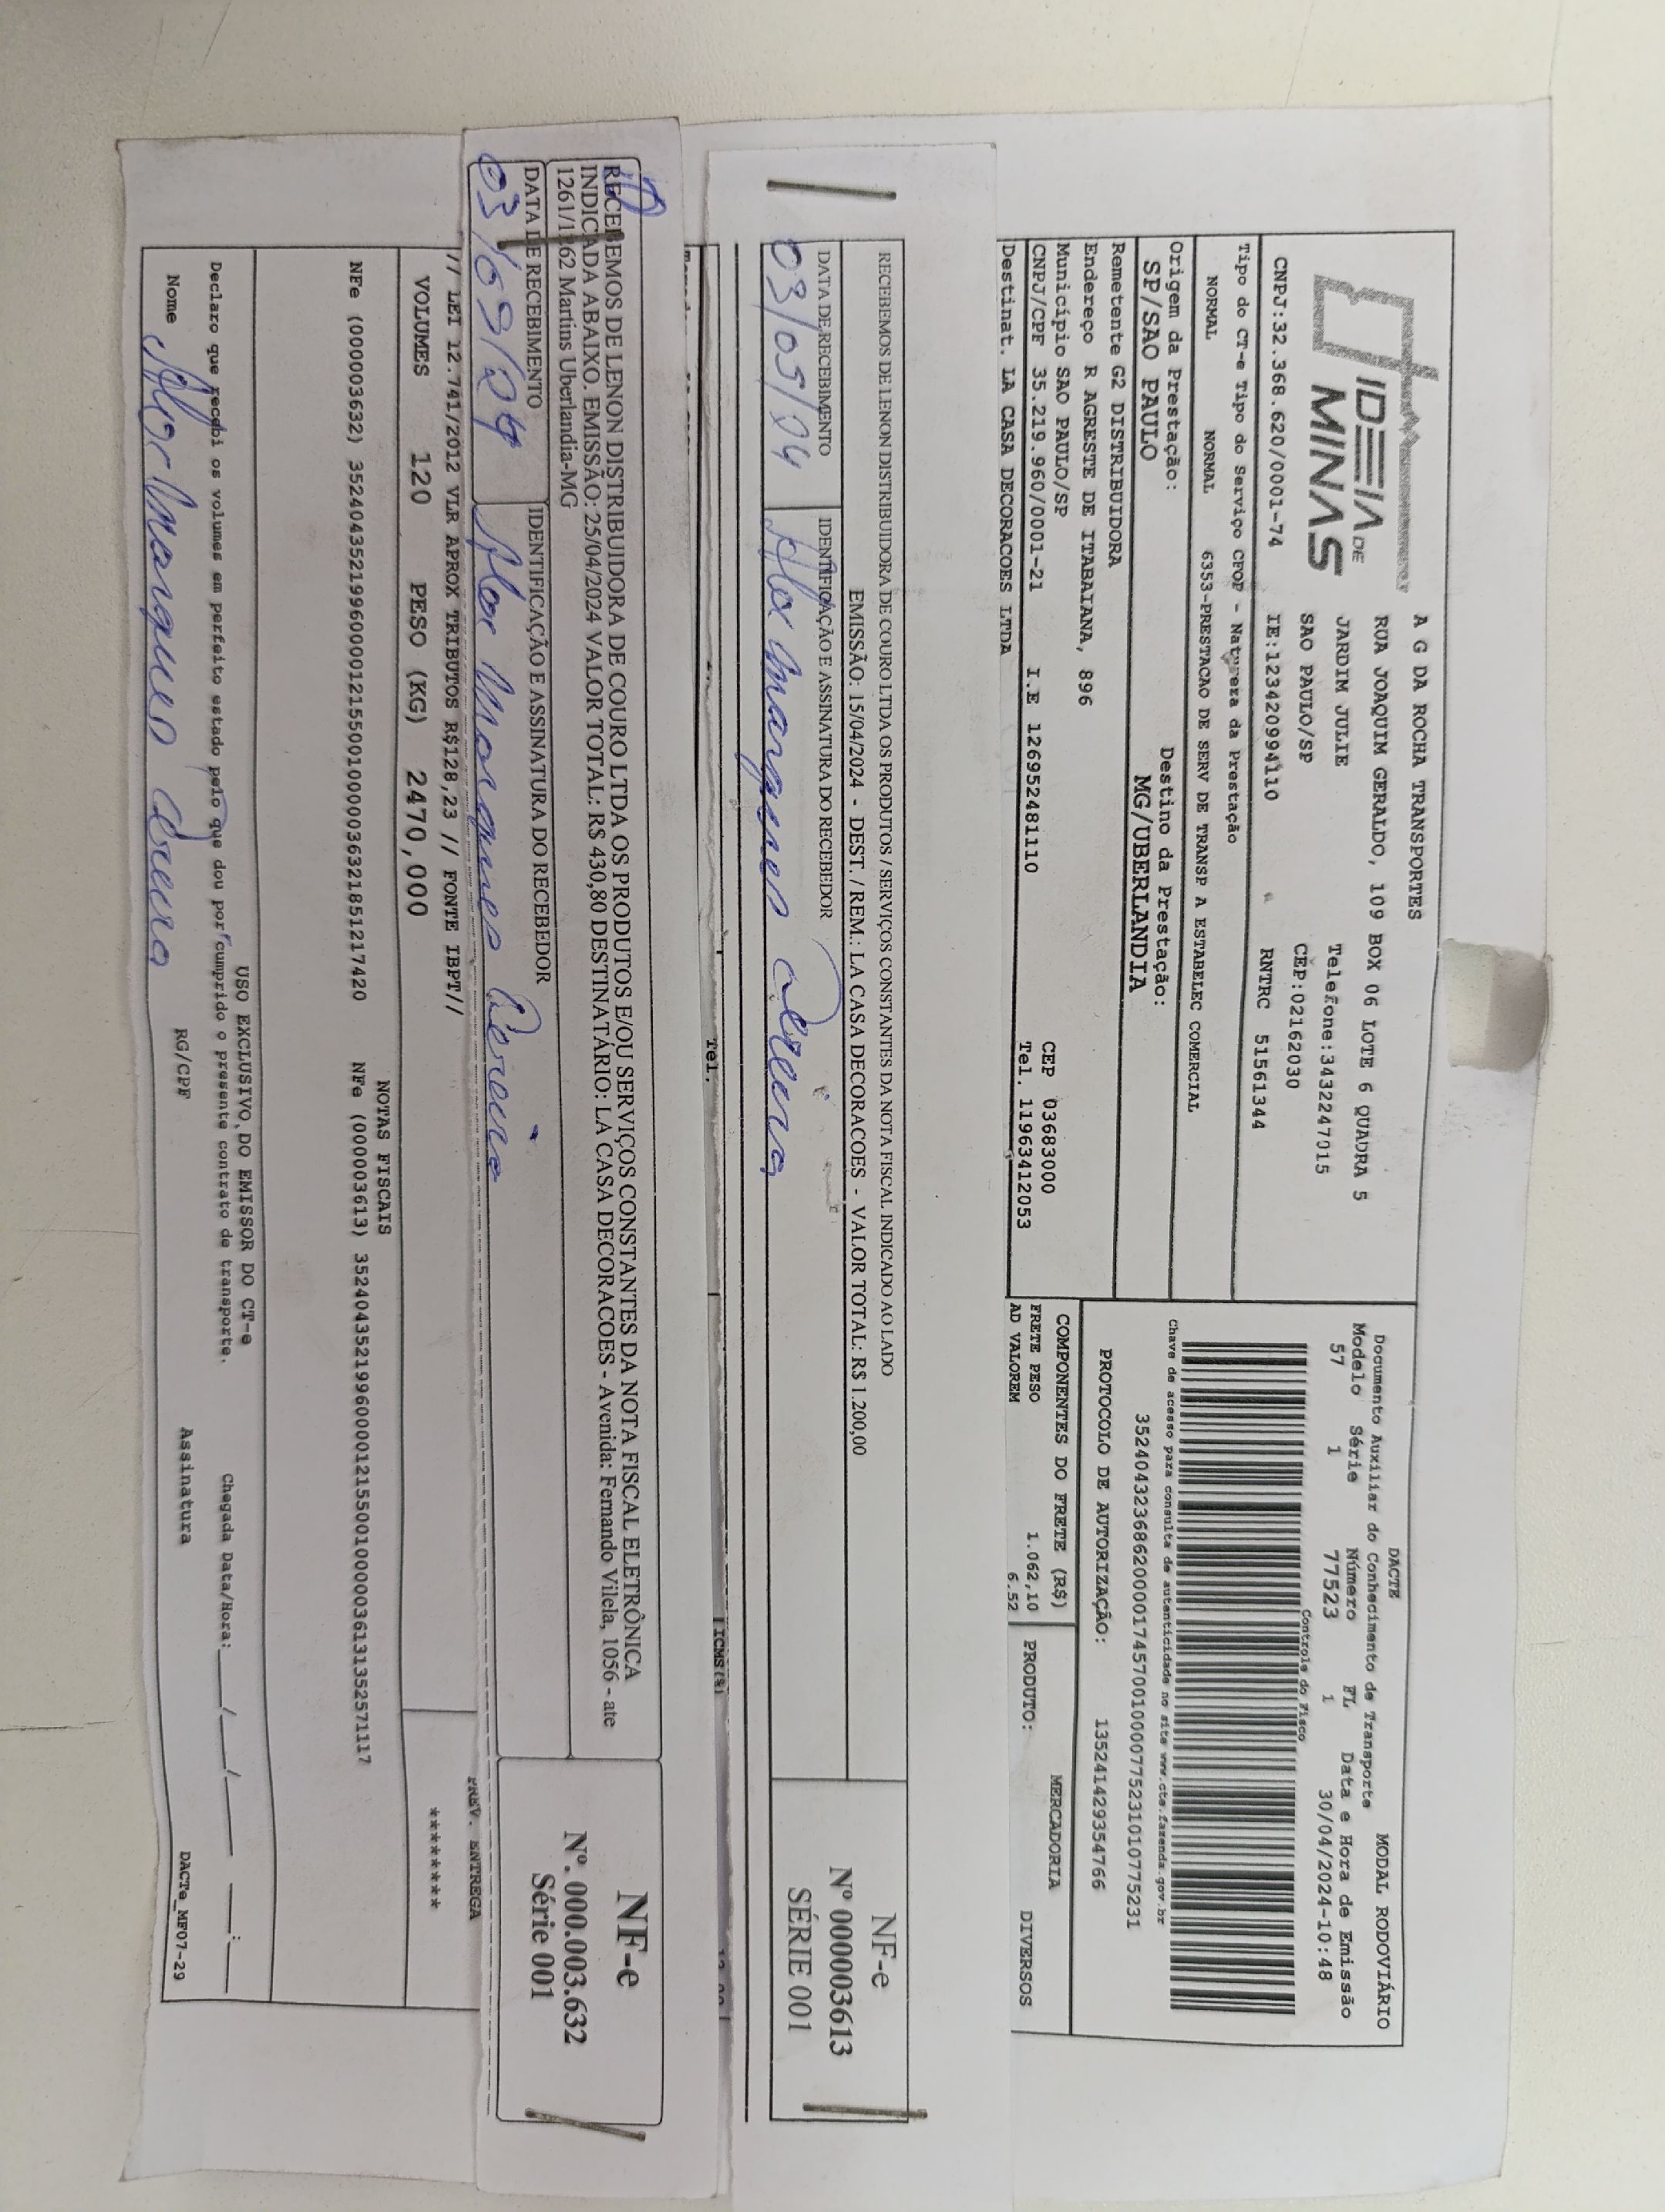 IDEIA DE
MINAS
A G DA ROCHA TRANSPORTES
RUA JOAQUIM GERALDO, 109 BOX 06 LOTE 6 QUADRA 5
JARDIM JULIE Telefone:3432247015
SAO PAULO/SP CEP:02162030
CNPJ:32.368.620/0001-74 IE:123420994110 RNTRC 51561344
Tipo do CT-e Tipo do Serviço CFOP - Natureza da Prestação
NORMAL NORMAL 6353-PRESTACAO DE SERV DE TRANSP A ESTABELEC COMERCIAL
Origem da Prestação: Destino da Prestação:
SP/SAO PAULO MG/UBERLANDIA
Remetente G2 DISTRIBUIDORA
Endereço R AGRESTE DE ITABAIANA, 896
Município SAO PAULO/SP CEP 03683000
CNPJ/CPF 35.219.960/0001-21 I.E 126952481110 Tel. 11963412053
Destinat. LA CASA DECORACOES LTDA
DACTE MODAL RODOVIÁRIO
Documento Auxiliar do Conhecimento de Transporte
Modelo Série Número FL Data e Hora de Emissão
57 1 77523 1 30/04/2024-10:48
Controle do Fisco
Chave de acesso para consulta de autenticidade no site www.cte.fazenda.gov.br
35240432368620000174570010000775231010775231
PROTOCOLO DE AUTORIZAÇÃO: 135241429354766
COMPONENTES DO FRETE (R$) MERCADORIA
FRETE PESO 1.062,10 PRODUTO: DIVERSOS
AD VALOREM 6.52
RECEBEMOS DE LENON DISTRIBUIDORA DE COURO LTDA OS PRODUTOS / SERVIÇOS CONSTANTES DA NOTA FISCAL INDICADO AO LADO
EMISSÃO: 15/04/2024 - DEST. / REM.: LA CASA DECORACOES - VALOR TOTAL: R$ 1.200,00
DATA DE RECEBIMENTO IDENTIFICAÇÃO E ASSINATURA DO RECEBEDOR
03/05/24 Alex Marques
NF-e
Nº 000003613
SÉRIE 001
Tel. ICMS(%)
RECEBEMOS DE LENON DISTRIBUIDORA DE COURO LTDA OS PRODUTOS E/OU SERVIÇOS CONSTANTES DA NOTA FISCAL ELETRÔNICA
INDICADA ABAIXO. EMISSÃO: 25/04/2024 VALOR TOTAL: R$ 430,80 DESTINATÁRIO: LA CASA DECORACOES - Avenida: Fernando Vilela, 1056 - ate
1261/1262 Martins Uberlandia-MG
DATA DE RECEBIMENTO IDENTIFICAÇÃO E ASSINATURA DO RECEBEDOR
Alex Marques
NF-e
Nº. 000.003.632
Série 001
// LEI 12.741/2012 VLR APROX TRIBUTOS R$128,23 // FONTE IBPT// PREV. ENTREGA
VOLUMES 120 PESO (KG) 2470,000 ********
NOTAS FISCAIS
NFe (000003632) 35240435219960000121550010000036321851217420 NFe (000003613) 35240435219960000121550010000036131352571117
USO EXCLUSIVO DO EMISSOR DO CT-e
Declaro que recebi os volumes em perfeito estado pelo que dou por cumprido o presente contrato de transporte. Chegada Data/Hora: ___/___/___ ___:___
Nome Alex Marques RG/CPF Assinatura DACTe_MF07-29